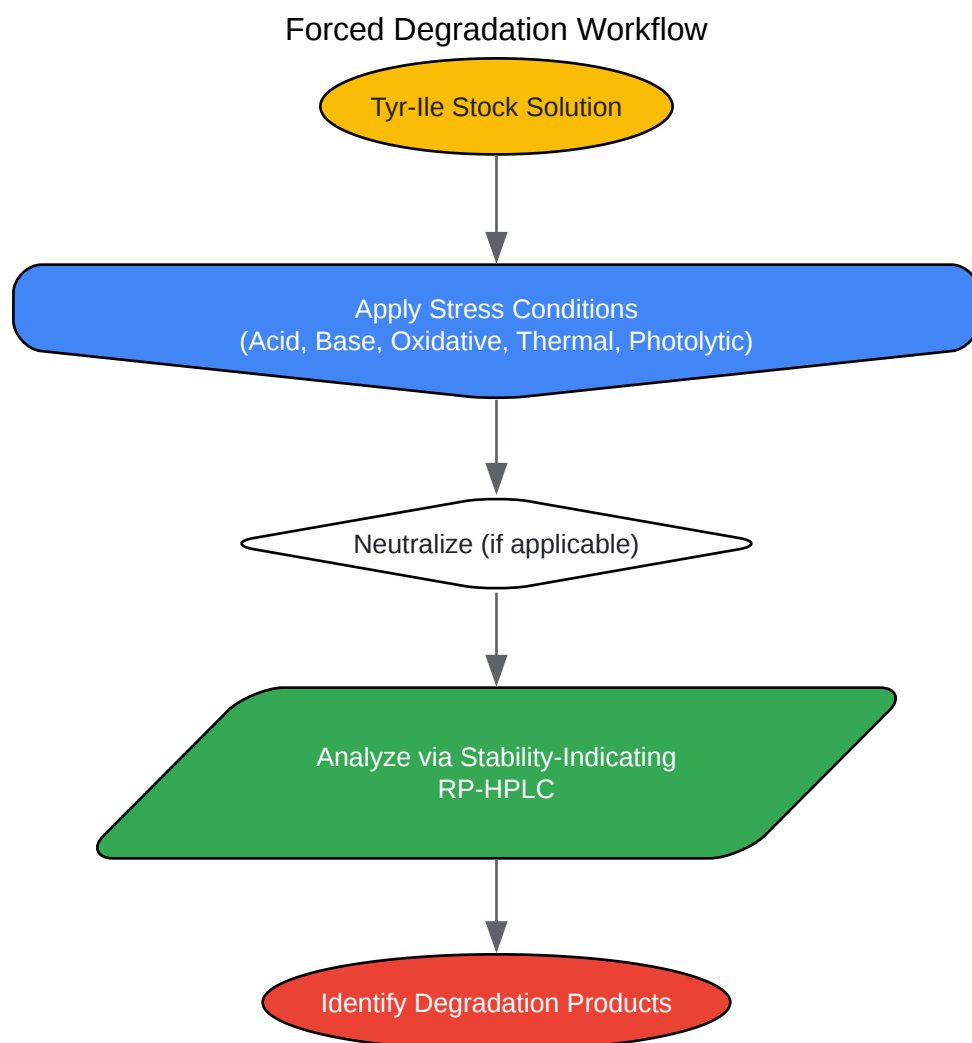 Forced Degradation Workflow
Tyr-Ile Stock Solution
Apply Stress Conditions
(Acid, Base, Oxidative, Thermal, Photolytic)
Neutralize (if applicable)
Analyze via Stability-Indicating
RP-HPLC
Identify Degradation Products